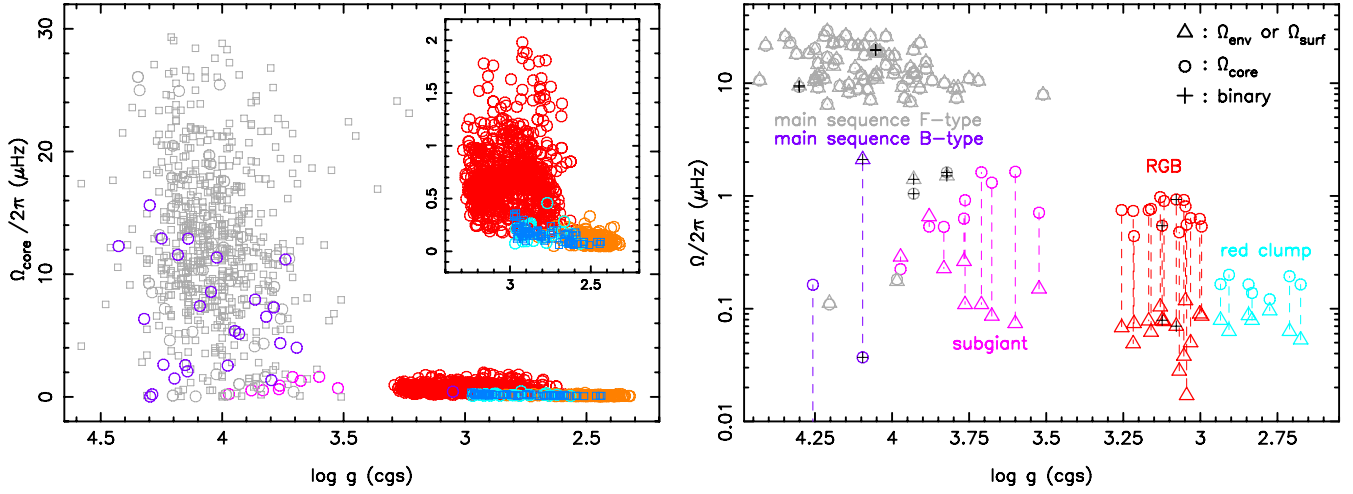 Ω_core/2π (μHz)
30
20
10
0
4.5
4
3.5
3
2.5
log g (cgs)
2
1.5
1
0.5
0
3
2.5
Ω/2π (μHz)
10
1
0.1
0.01
4.25
4
3.75
3.5
3.25
3
2.75
log g (cgs)
: Ω_env or Ω_surf
: Ω_core
: binary
main sequence F-type
main sequence B-type
subgiant
RGB
red clump